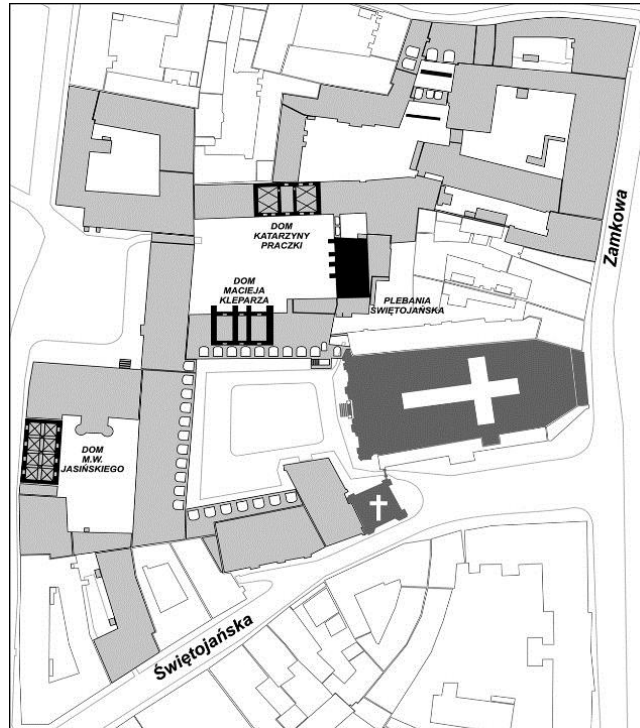 DOM
KATARZYNY
PRACZKI
DOM
MACIEJA
KLEPARZA
PLEBANIA
ŚWIĘTOJAŃSKA
Zamkowa
DOM
M.W.
JASIŃSKIEGO
Świętojańska